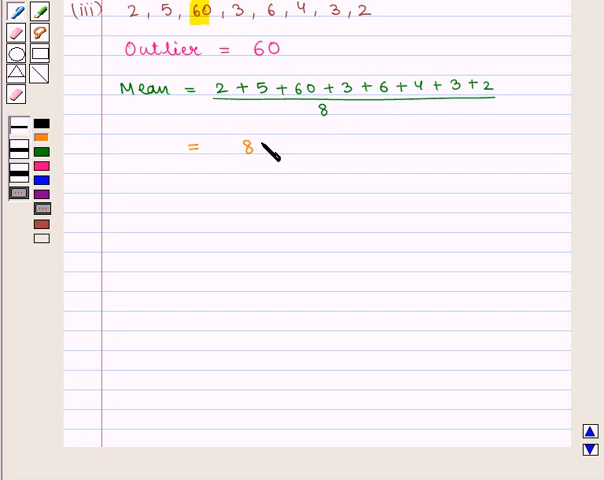 (iii) 2, 5, 60, 3, 6, 4, 3, 2
Outlier = 60
Mean = 2 + 5 + 60 + 3 + 6 + 4 + 3 + 2
8
= 8